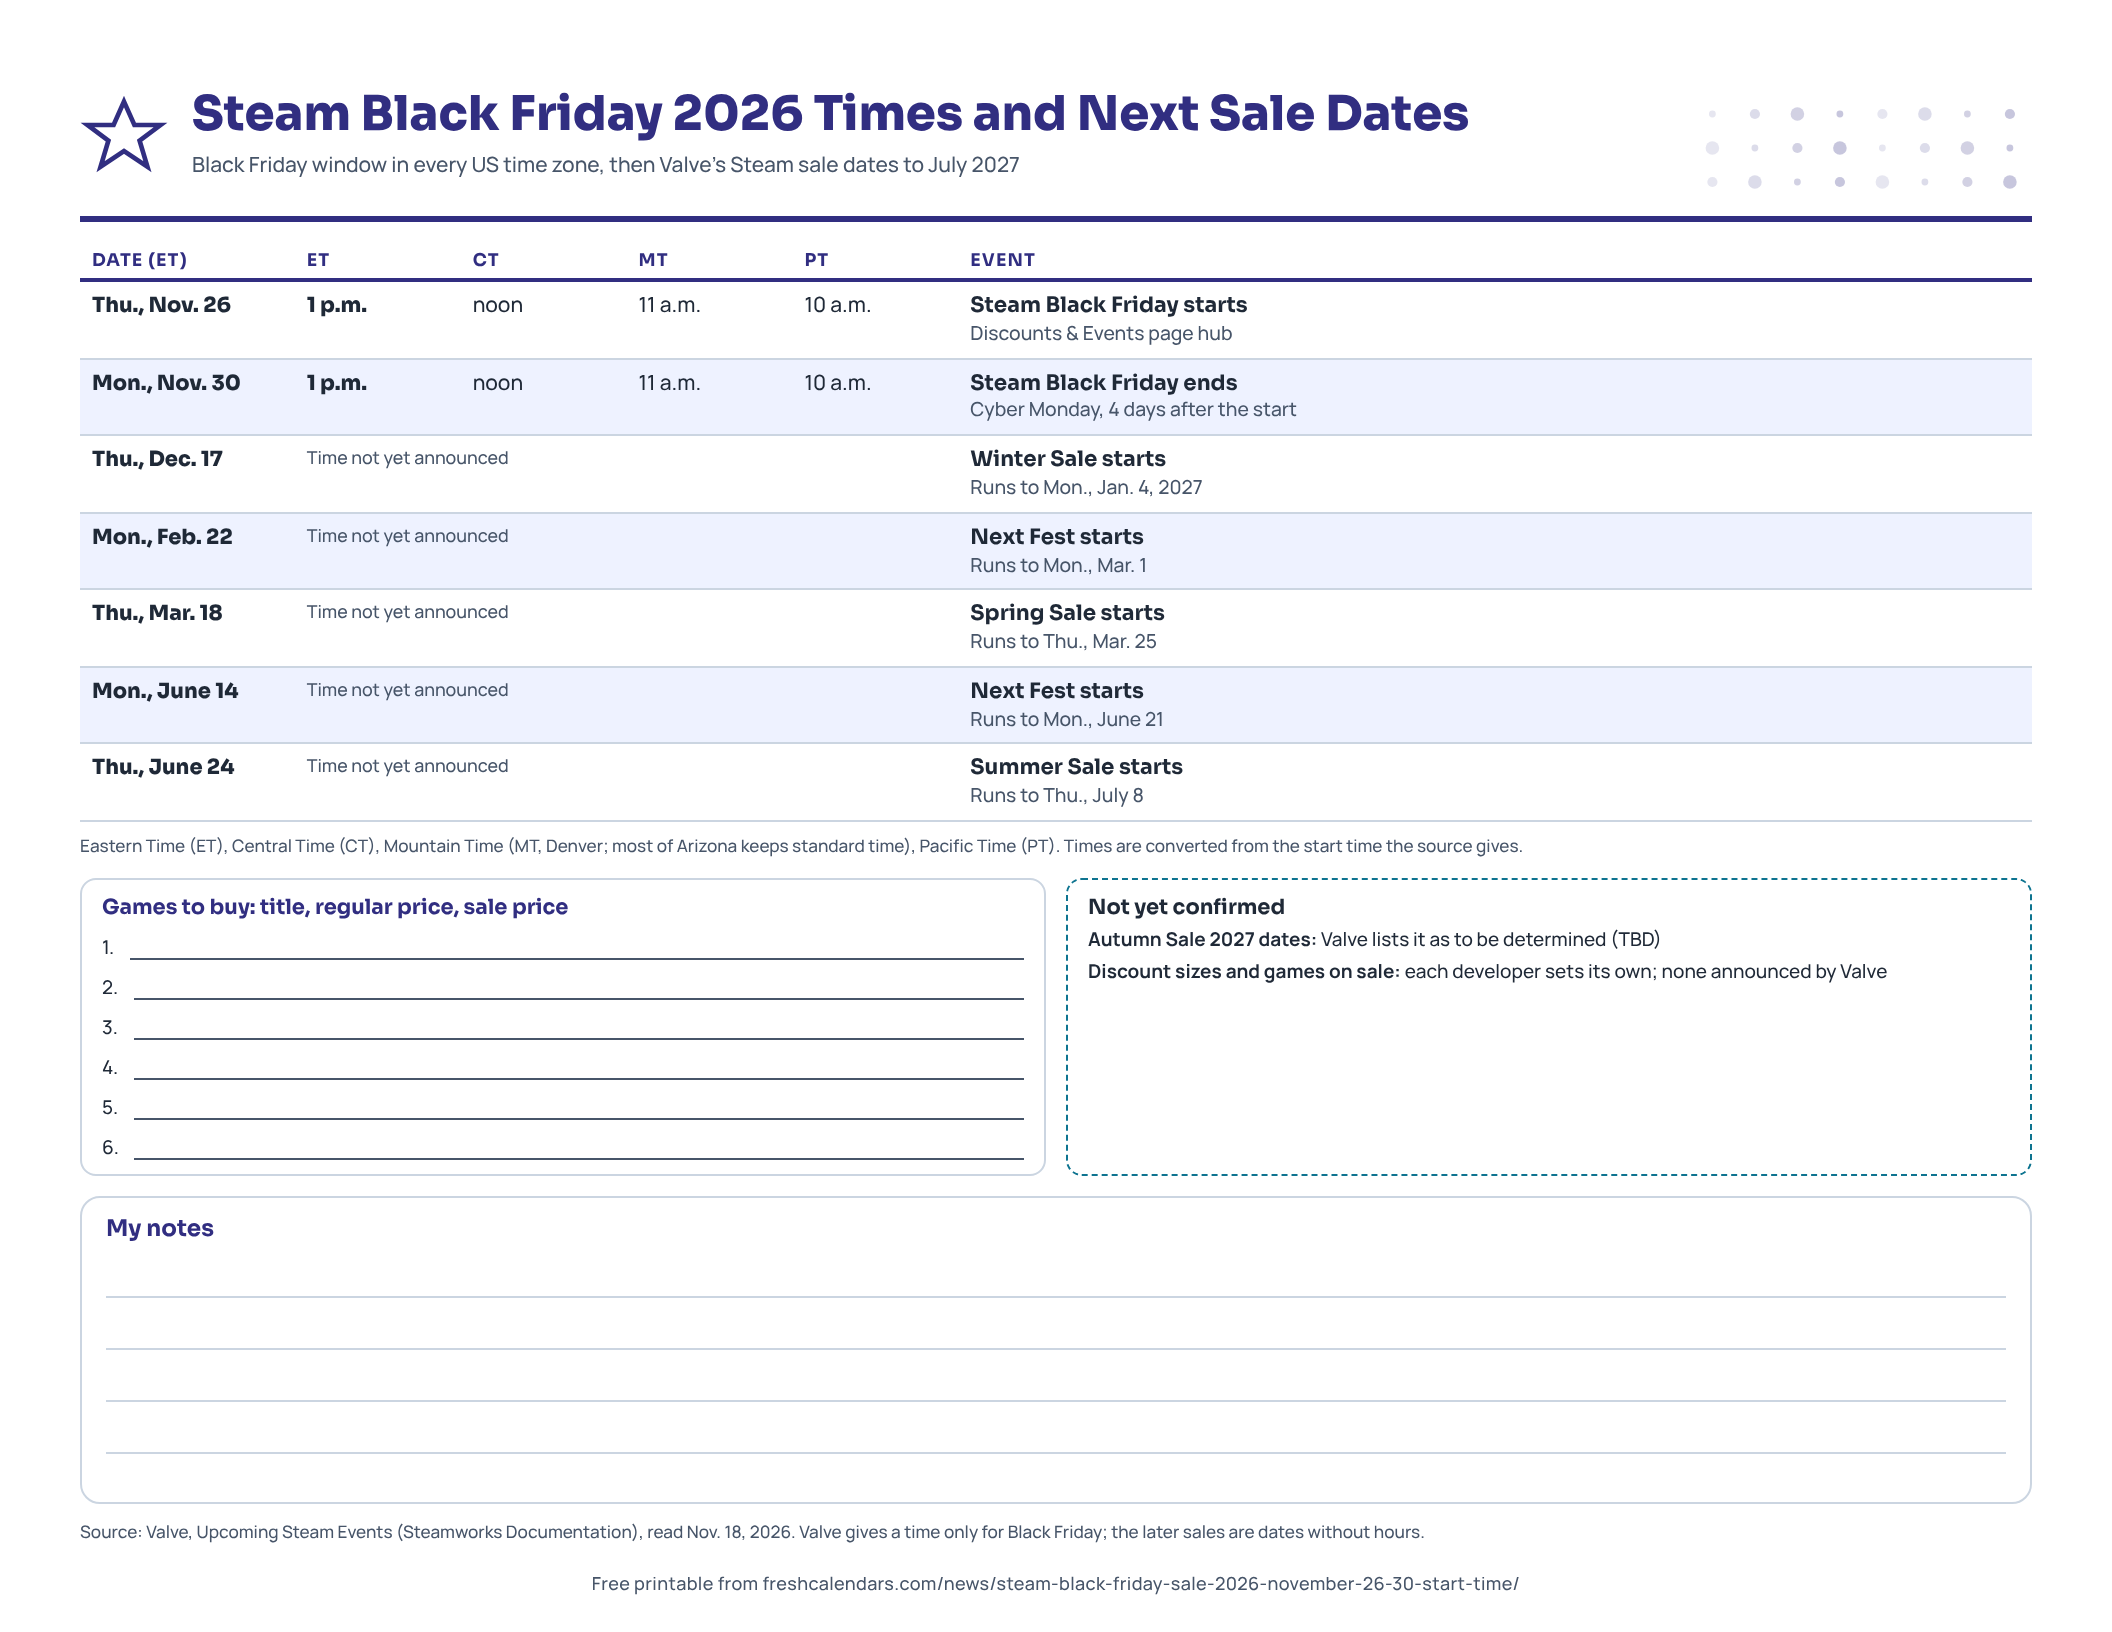 Steam Black Friday 2026 Times and Next Sale Dates
Black Friday window in every US time zone, then Valve's Steam sale dates to July 2027
DATE (ET) ET CT MT PT EVENT
Thu., Nov. 26 1 p.m. noon 11 a.m. 10 a.m. Steam Black Friday starts
Discounts & Events page hub
Mon., Nov. 30 1 p.m. noon 11 a.m. 10 a.m. Steam Black Friday ends
Cyber Monday, 4 days after the start
Thu., Dec. 17 Time not yet announced Winter Sale starts
Runs to Mon., Jan. 4, 2027
Mon., Feb. 22 Time not yet announced Next Fest starts
Runs to Mon., Mar. 1
Thu., Mar. 18 Time not yet announced Spring Sale starts
Runs to Thu., Mar. 25
Mon., June 14 Time not yet announced Next Fest starts
Runs to Mon., June 21
Thu., June 24 Time not yet announced Summer Sale starts
Runs to Thu., July 8
Eastern Time (ET), Central Time (CT), Mountain Time (MT, Denver; most of Arizona keeps standard time), Pacific Time (PT). Times are converted from the start time the source gives.
Games to buy: title, regular price, sale price
1.
2.
3.
4.
5.
6.
Not yet confirmed
Autumn Sale 2027 dates: Valve lists it as to be determined (TBD)
Discount sizes and games on sale: each developer sets its own; none announced by Valve
My notes
Source: Valve, Upcoming Steam Events (Steamworks Documentation), read Nov. 18, 2026. Valve gives a time only for Black Friday; the later sales are dates without hours.
Free printable from freshcalendars.com/news/steam-black-friday-sale-2026-november-26-30-start-time/